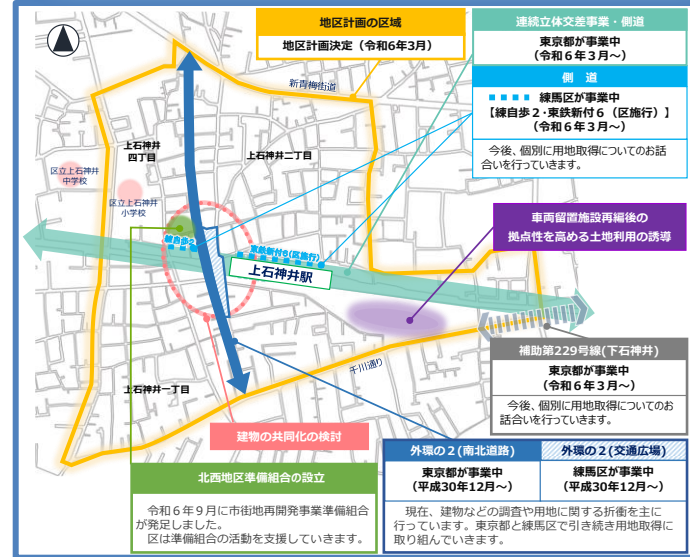 地区計画の区域
地区計画決定（令和6年3月）
連続立体交差事業・側道
東京都が事業中
（令和６年３月～）
側　道
練馬区が事業中
【練自歩２・東鉄新付６（区施行）】
（令和６年３月～）
今後、個別に用地取得についてのお話
合いを行っていきます。
新青梅街道
上石神井
四丁目
上石神井二丁目
区立上石神井
中学校
区立上石神井
小学校
車両留置施設再編後の
拠点性を高める土地利用の誘導
練自歩２
東鉄新付６(区施行)
上石神井駅
補助第229号線(下石神井)
東京都が事業中
（令和６年３月～）
今後、個別に用地取得についてのお
話合いを行っていきます。
千川通り
上石神井一丁目
建物の共同化の検討
外環の２(南北道路)
東京都が事業中
（平成30年12月～）
外環の２(交通広場)
練馬区が事業中
（平成30年12月～）
現在、建物などの調査や用地に関する折衝を主に
行っています。東京都と練馬区で引き続き用地取得に
取り組んでいきます。
北西地区準備組合の設立
令和６年９月に市街地再開発事業準備組合
が発足しました。
区は準備組合の活動を支援していきます。